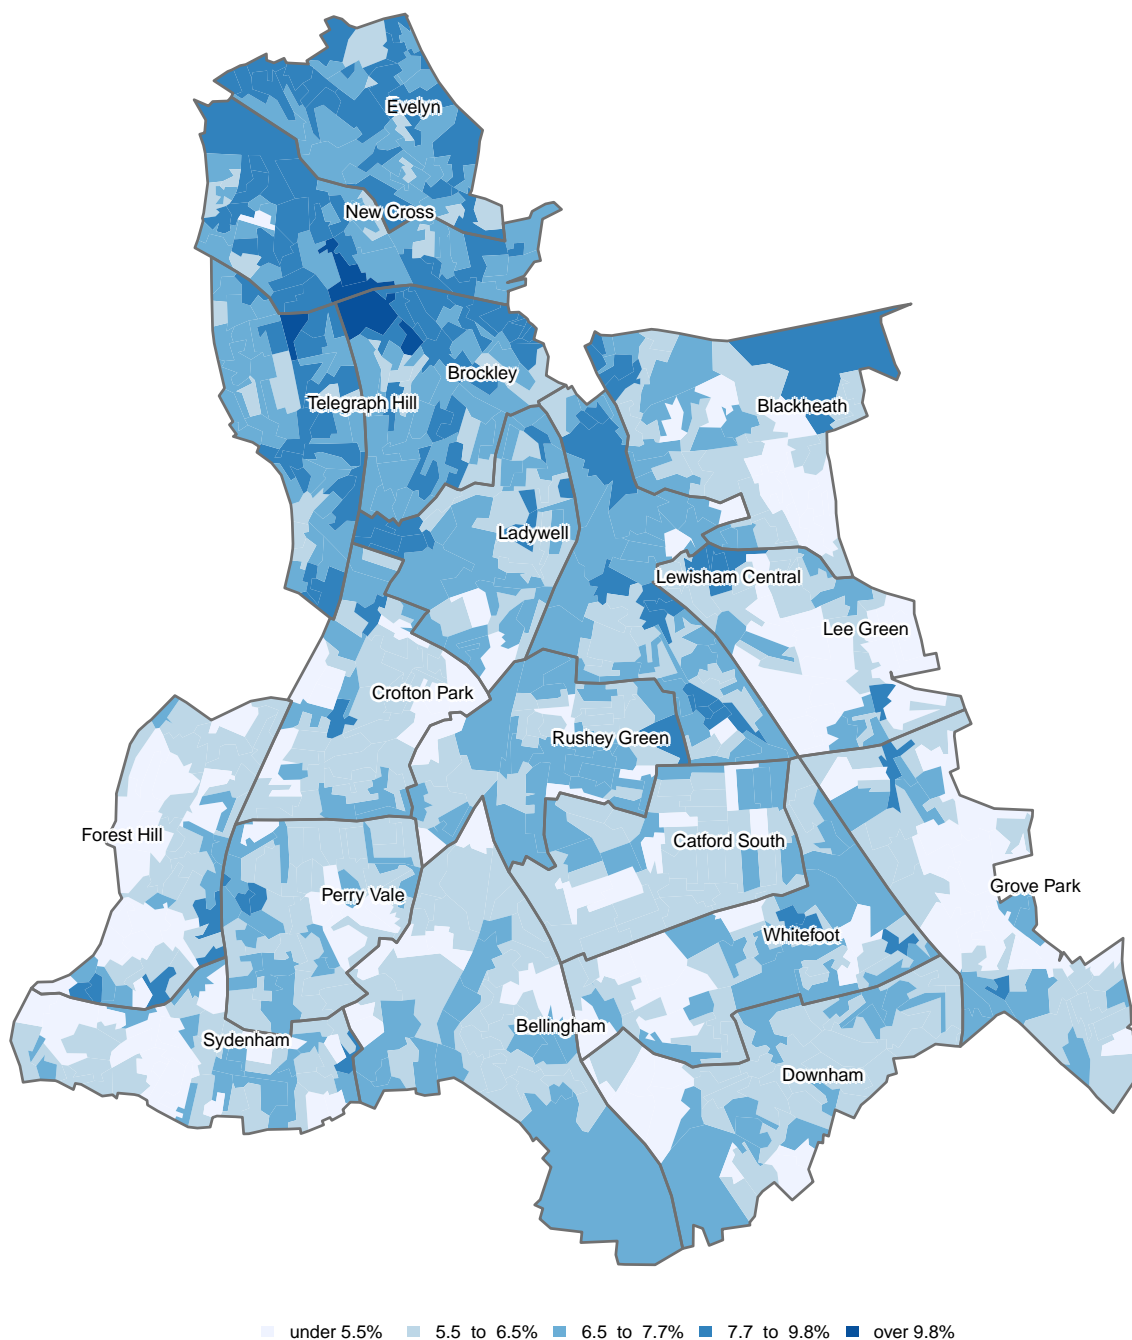 Evelyn
New Cross
Brockley
Telegraph Hill
Blackheath
Ladywell
Lewisham Central
Lee Green
Crofton Park
Rushey Green
Forest Hill
Catford South
Perry Vale
Grove Park
Whitefoot
Bellingham
Sydenham
Downham
under 5.5% 5.5 to 6.5% 6.5 to 7.7% 7.7 to 9.8% over 9.8%